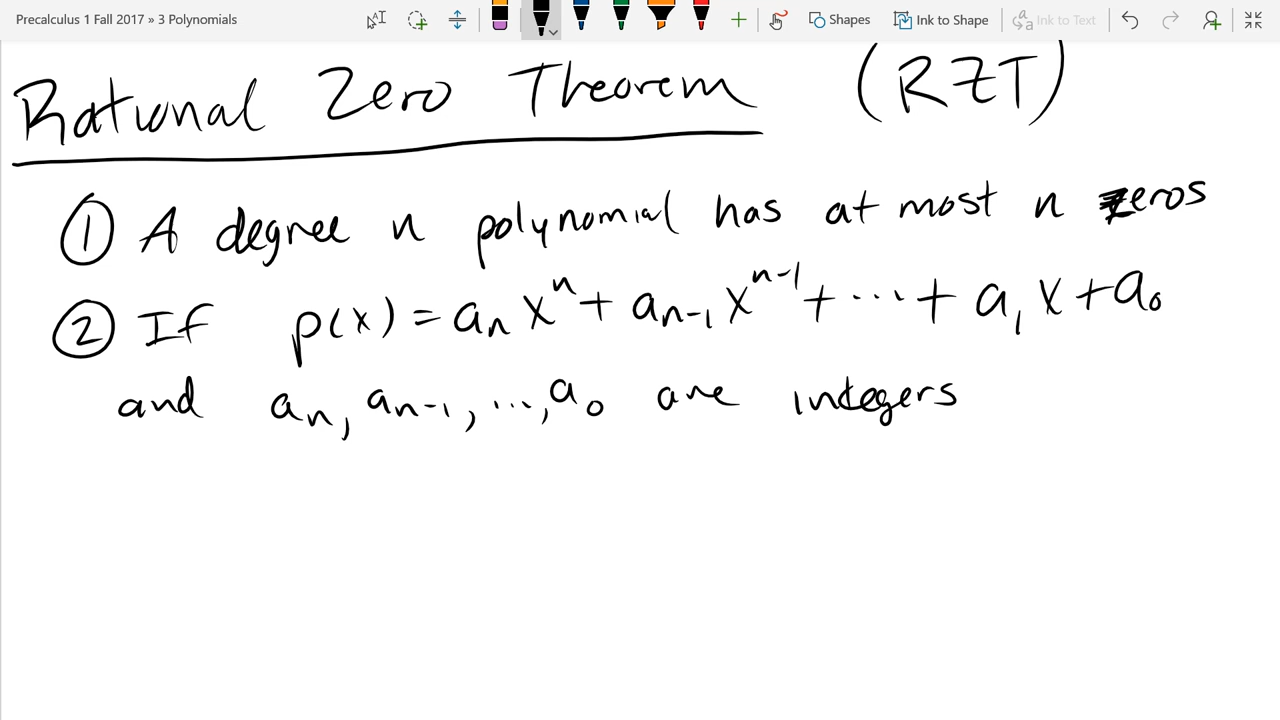 Precalculus 1 Fall 2017 » 3 Polynomials
Shapes
Ink to Shape
Ink to Text
Rational Zero Theorem (RZT)
① A degree n polynomial has at most n zeros
② If p(x) = aₙxⁿ + aₙ₋₁xⁿ⁻¹ + ⋯ + a₁x + a₀
and aₙ, aₙ₋₁, ..., a₀ are integers